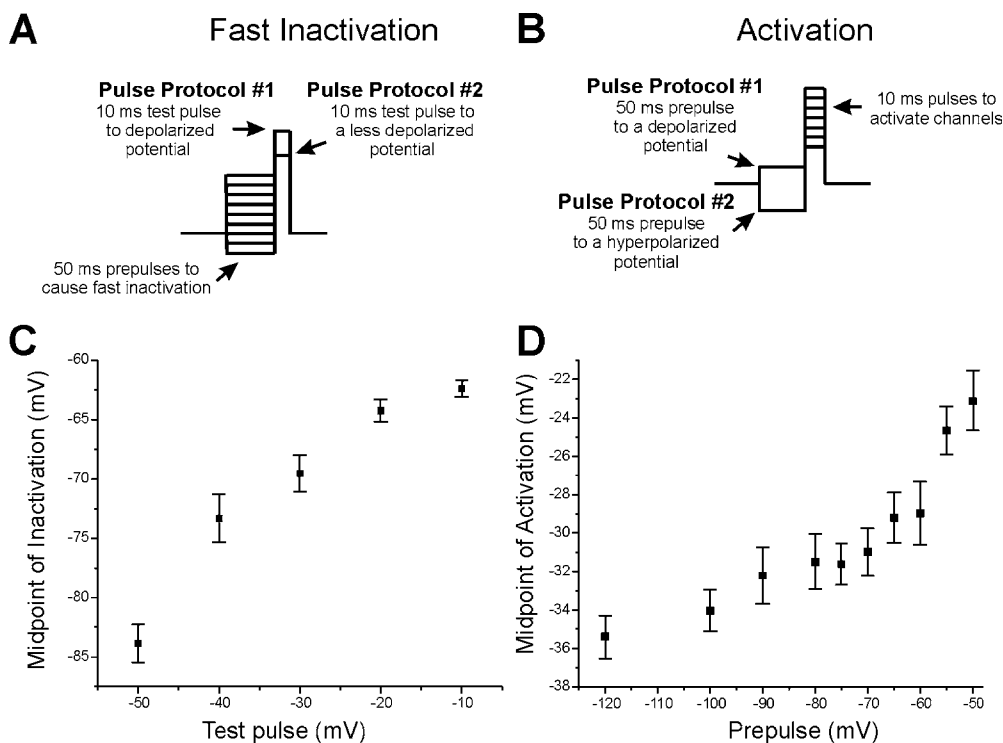 A
Fast Inactivation
Pulse Protocol #1
10 ms test pulse
to depolarized
potential
Pulse Protocol #2
10 ms test pulse to
a less depolarized
potential
50 ms prepulses to
cause fast inactivation
B
Activation
Pulse Protocol #1
50 ms prepulse
to a depolarized
potential
10 ms pulses to
activate channels
Pulse Protocol #2
50 ms prepulse
to a hyperpolarized
potential
C
Midpoint of Inactivation (mV)
-60
-65
-70
-75
-80
-85
-50
-40
-30
-20
-10
Test pulse (mV)
D
Midpoint of Activation (mV)
-22
-24
-26
-28
-30
-32
-34
-36
-38
-120
-110
-100
-90
-80
-70
-60
-50
Prepulse (mV)